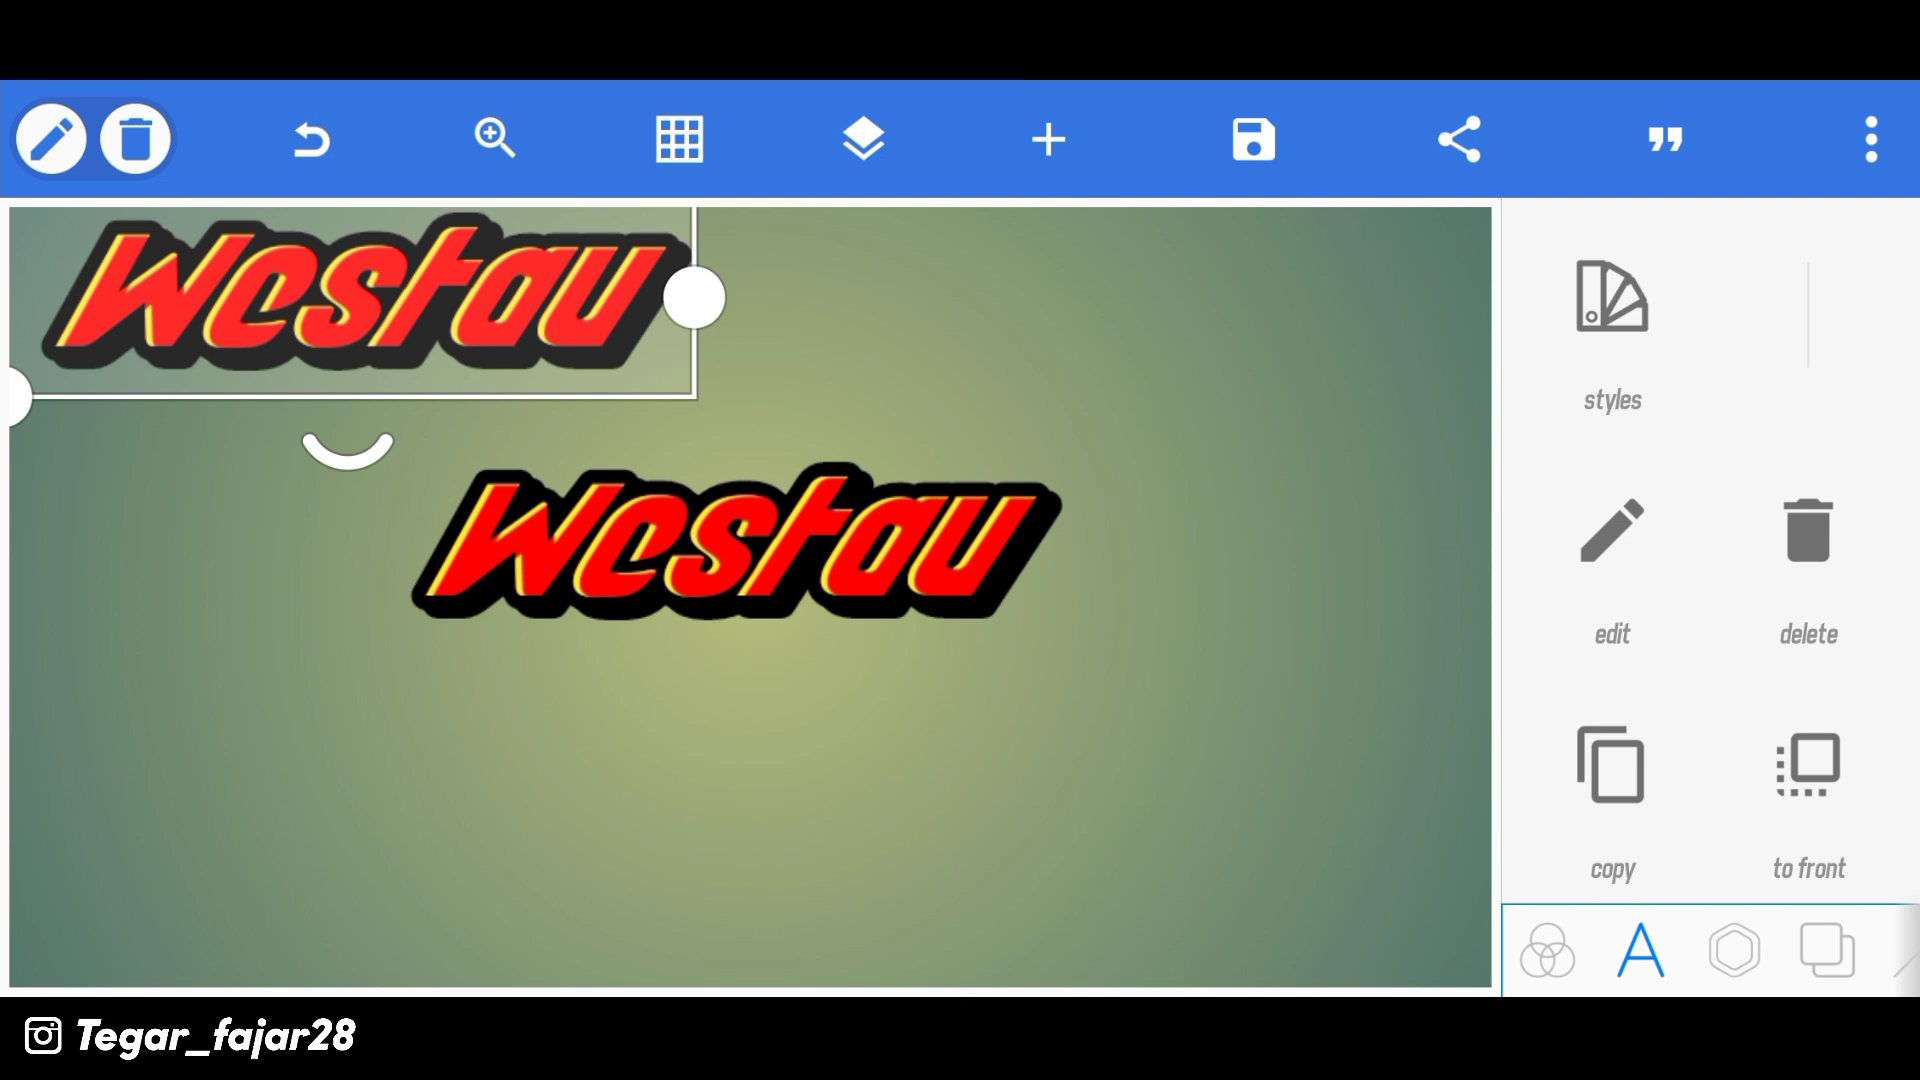 Westau
Westau
styles
edit
delete
copy
to front
Tegar_fajar28